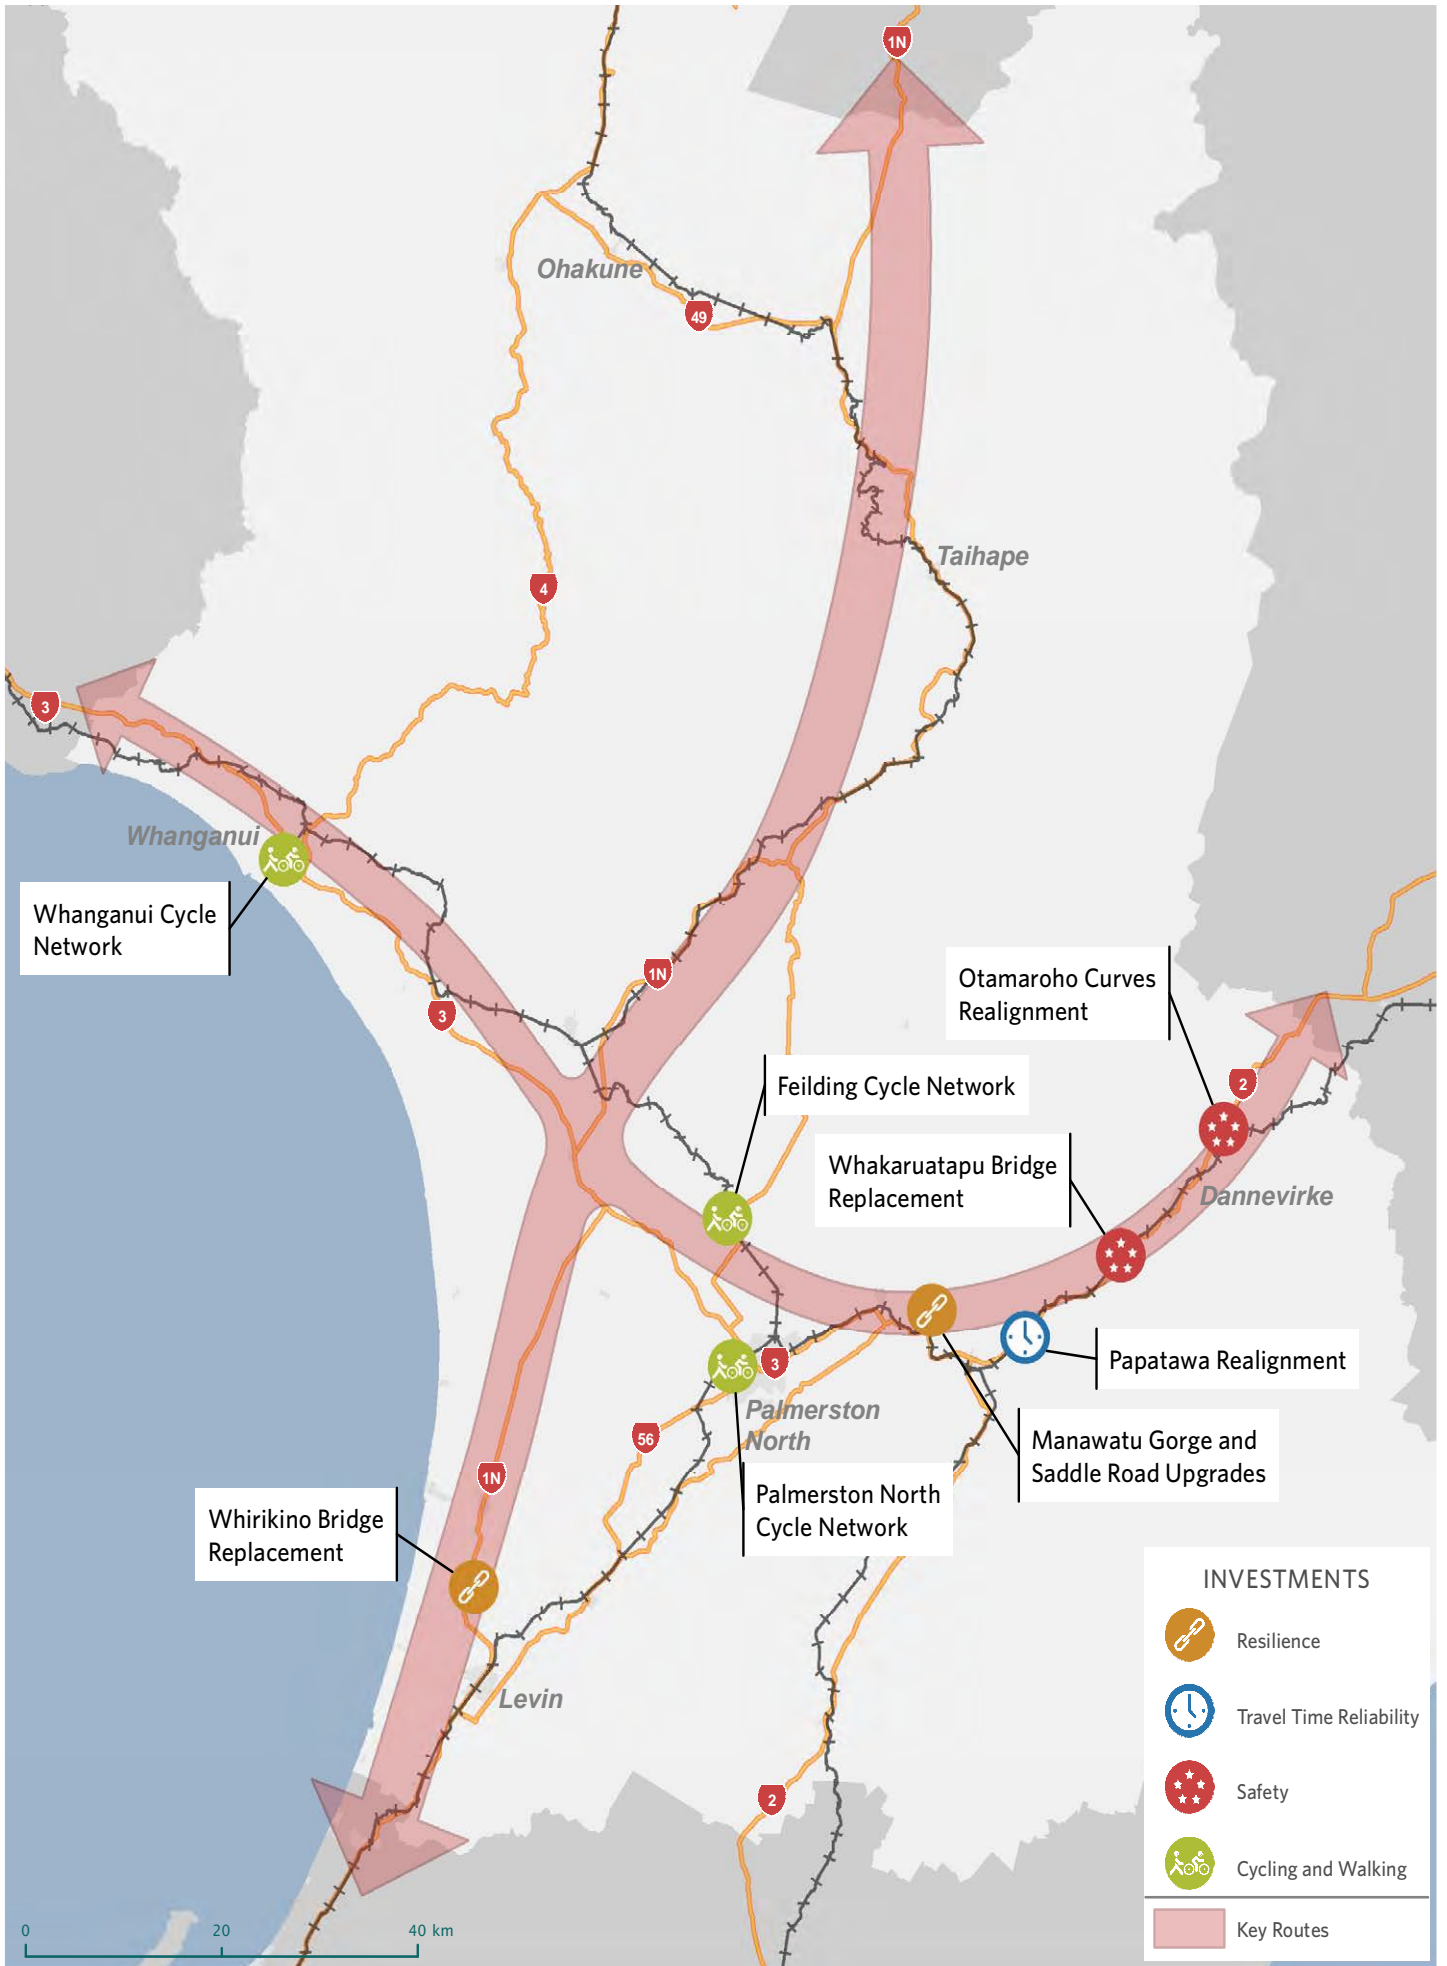 1N
Ohakune
49
Taihape
4
3
Whanganui
Whanganui Cycle
Network
1N
3
Otamaroho Curves
Realignment
Feilding Cycle Network
2
Whakaruatapu Bridge
Replacement
Dannevirke
Papatawa Realignment
3
Palmerston
North
56
Manawatu Gorge and
Saddle Road Upgrades
1N
Palmerston North
Cycle Network
Whirikino Bridge
Replacement
Levin
2
INVESTMENTS
Resilience
Travel Time Reliability
Safety
Cycling and Walking
Key Routes
0 20 40 km